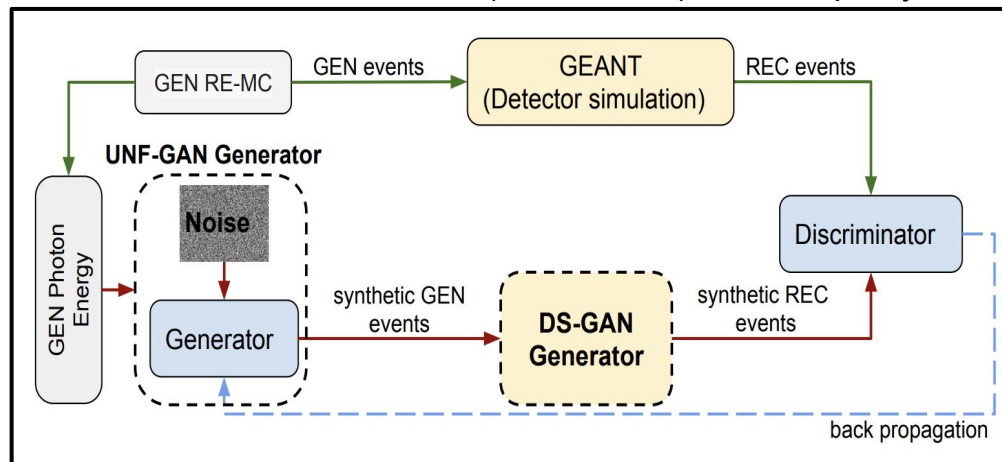 GEN RE-MC
GEN events
GEANT
(Detector simulation)
REC events
UNF-GAN Generator
Noise
GEN Photon
Energy
Generator
synthetic GEN
events
DS-GAN
Generator
synthetic REC
events
Discriminator
back propagation